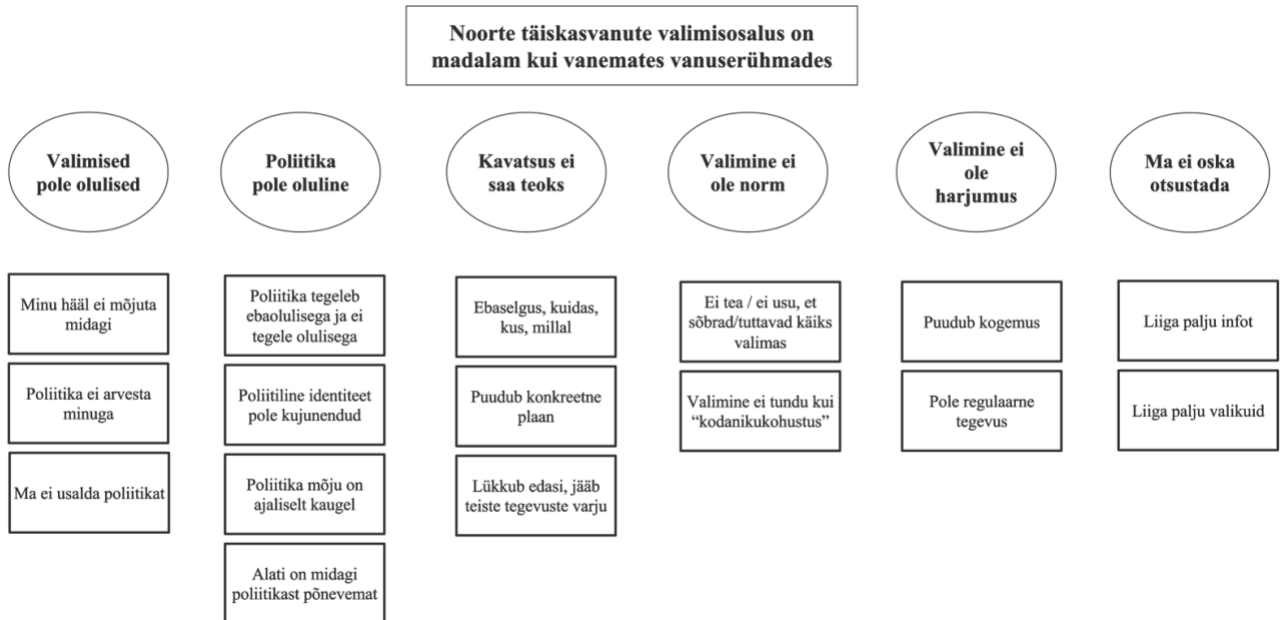 Noorte täiskasvanute valimisosalus on
madalam kui vanemates vanuserühmades
Valimised
pole olulised
Poliitika
pole oluline
Kavatsus ei
saa teoks
Valimine ei
ole norm
Valimine ei
ole
harjumus
Ma ei oska
otsustada
Minu hääl ei mõjuta
midagi
Poliitika ei arvesta
minuga
Ma ei usalda poliitikat
Poliitika tegeleb
ebaolulisega ja ei
tegele olulisega
Poliitiline identiteet
pole kujunendud
Poliitika mõju on
ajaliselt kaugel
Alati on midagi
poliitikast põnevemat
Ebaselgus, kuidas,
kus, millal
Puudub konkreetne
plaan
Lükkub edasi, jääb
teiste tegevuste varju
Ei tea / ei usu, et
sõbrad/tuttavad käiks
valimas
Valimine ei tundu kui
“kodanikukohustus”
Puudub kogemus
Pole regulaarne
tegevus
Liiga palju infot
Liiga palju valikuid